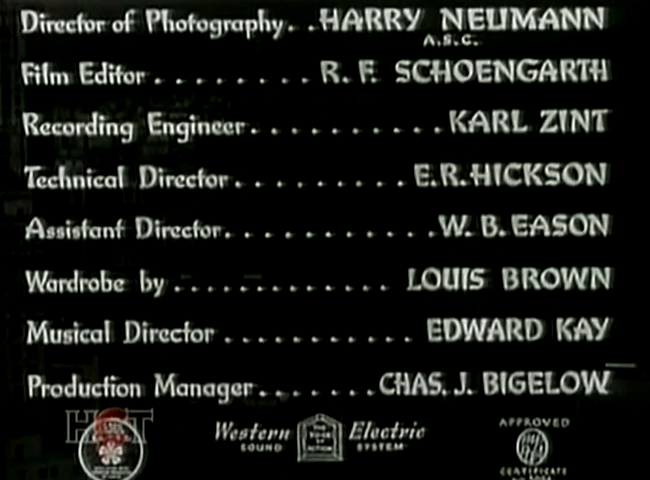 Director of Photography. . . HARRY NEUMANN
A.S.C.
Film Editor . . . . . . . . . R. F. SCHOENGARTH
Recording Engineer. . . . . . . . . . KARL ZINT
Technical Director. . . . . . . . . E.R.HICKSON
Assistant Director. . . . . . . . . . . . W. B. EASON
Wardrobe by . . . . . . . . . . . . . LOUIS BROWN
Musical Director . . . . . . . . . . . EDWARD KAY
Production Manager. . . . . . . CHAS. J. BIGELOW
Western Electric
SOUND SYSTEM
APPROVED
CERTIFICATE